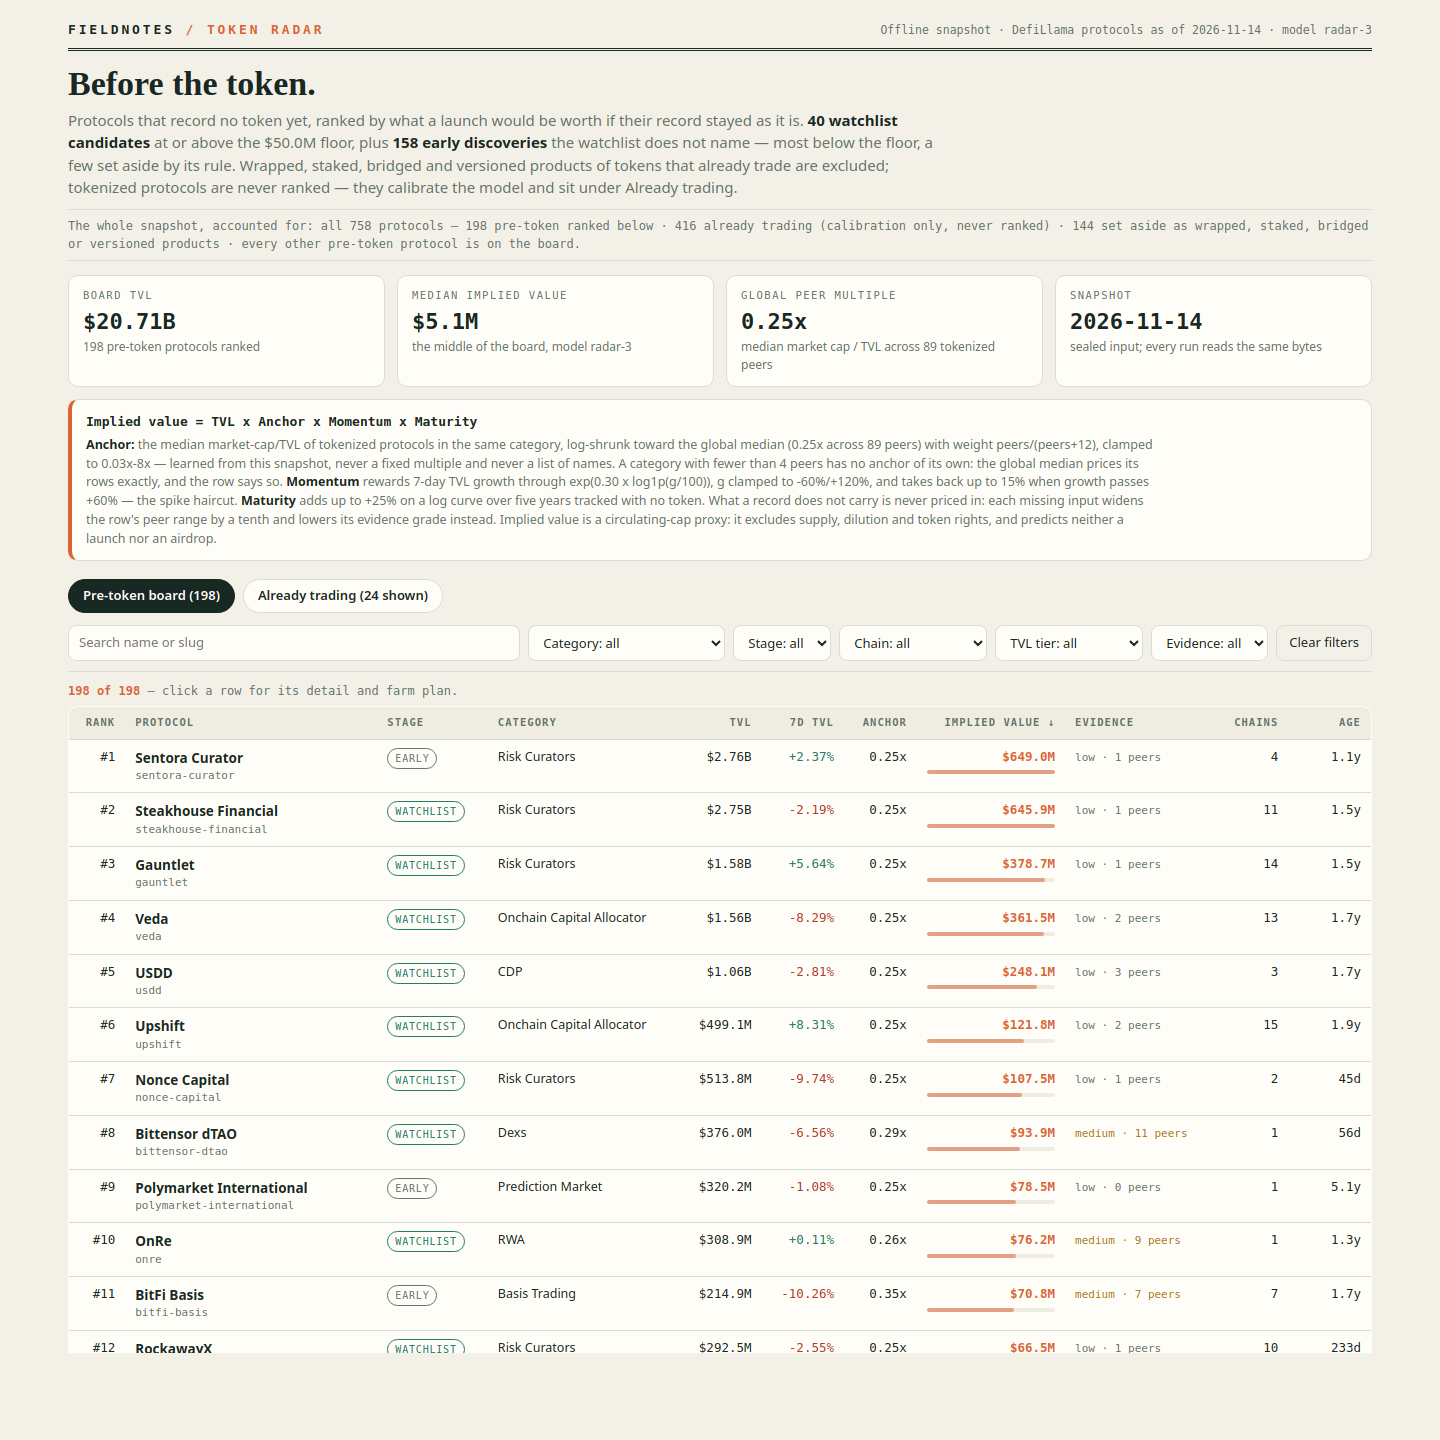 FIELDNOTES / TOKEN RADAR
Offline snapshot · DefiLlama protocols as of 2026-11-14 · model radar-3
Before the token.
Protocols that record no token yet, ranked by what a launch would be worth if their record stayed as it is. 40 watchlist
candidates at or above the $50.0M floor, plus 158 early discoveries the watchlist does not name — most below the floor, a
few set aside by its rule. Wrapped, staked, bridged and versioned products of tokens that already trade are excluded;
tokenized protocols are never ranked — they calibrate the model and sit under Already trading.
The whole snapshot, accounted for: all 758 protocols — 198 pre-token ranked below · 416 already trading (calibration only, never ranked) · 144 set aside as wrapped, staked, bridged
or versioned products · every other pre-token protocol is on the board.
BOARD TVL
$20.71B
198 pre-token protocols ranked
MEDIAN IMPLIED VALUE
$5.1M
the middle of the board, model radar-3
GLOBAL PEER MULTIPLE
0.25x
median market cap / TVL across 89 tokenized
peers
SNAPSHOT
2026-11-14
sealed input; every run reads the same bytes
Implied value = TVL x Anchor x Momentum x Maturity
Anchor: the median market-cap/TVL of tokenized protocols in the same category, log-shrunk toward the global median (0.25x across 89 peers) with weight peers/(peers+12), clamped
to 0.03x-8x — learned from this snapshot, never a fixed multiple and never a list of names. A category with fewer than 4 peers has no anchor of its own: the global median prices its
rows exactly, and the row says so. Momentum rewards 7-day TVL growth through exp(0.30 x log1p(g/100)), g clamped to -60%/+120%, and takes back up to 15% when growth passes
+60% — the spike haircut. Maturity adds up to +25% on a log curve over five years tracked with no token. What a record does not carry is never priced in: each missing input widens
the row's peer range by a tenth and lowers its evidence grade instead. Implied value is a circulating-cap proxy: it excludes supply, dilution and token rights, and predicts neither a
launch nor an airdrop.
Pre-token board (198) Already trading (24 shown)
Search name or slug Category: all Stage: all Chain: all TVL tier: all Evidence: all Clear filters
198 of 198 — click a row for its detail and farm plan.
RANK PROTOCOL STAGE CATEGORY TVL 7D TVL ANCHOR IMPLIED VALUE ↓ EVIDENCE CHAINS AGE
#1 Sentora Curator EARLY Risk Curators $2.76B +2.37% 0.25x $649.0M low · 1 peers 4 1.1y
sentora-curator
#2 Steakhouse Financial WATCHLIST Risk Curators $2.75B -2.19% 0.25x $645.9M low · 1 peers 11 1.5y
steakhouse-financial
#3 Gauntlet WATCHLIST Risk Curators $1.58B +5.64% 0.25x $378.7M low · 1 peers 14 1.5y
gauntlet
#4 Veda WATCHLIST Onchain Capital Allocator $1.56B -8.29% 0.25x $361.5M low · 2 peers 13 1.7y
veda
#5 USDD WATCHLIST CDP $1.06B -2.81% 0.25x $248.1M low · 3 peers 3 1.7y
usdd
#6 Upshift WATCHLIST Onchain Capital Allocator $499.1M +8.31% 0.25x $121.8M low · 2 peers 15 1.9y
upshift
#7 Nonce Capital WATCHLIST Risk Curators $513.8M -9.74% 0.25x $107.5M low · 1 peers 2 45d
nonce-capital
#8 Bittensor dTAO WATCHLIST Dexs $376.0M -6.56% 0.29x $93.9M medium · 11 peers 1 56d
bittensor-dtao
#9 Polymarket International EARLY Prediction Market $320.2M -1.08% 0.25x $78.5M low · 0 peers 1 5.1y
polymarket-international
#10 OnRe WATCHLIST RWA $308.9M +0.11% 0.26x $76.2M medium · 9 peers 1 1.3y
onre
#11 BitFi Basis EARLY Basis Trading $214.9M -10.26% 0.35x $70.8M medium · 7 peers 7 1.7y
bitfi-basis
#12 RockawayX WATCHLIST Risk Curators $292.5M -2.55% 0.25x $66.5M low · 1 peers 10 233d